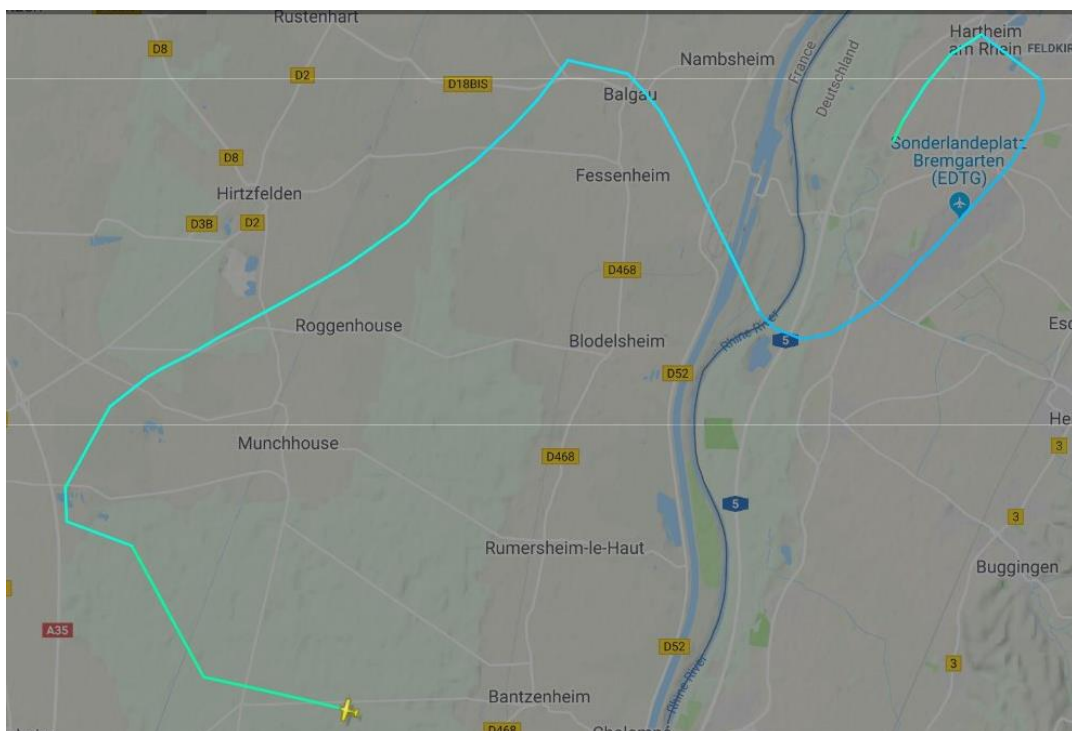 Rustenhart
Hartheim
am Rhein
FELDKIR
D8
Nambsheim
France
Deutschland
D2
D18BIS
Balgau
Sonderlandeplatz
Bremgarten
(EDTG)
D8
Fessenheim
Hirtzfelden
D3B
D2
D468
Roggenhouse
Rhine River
Esc
Blodelsheim
5
D52
He
Munchhouse
3
D468
5
3
Rumersheim-le-Haut
Buggingen
A35
D52
3
Rhine River
Bantzenheim
D468